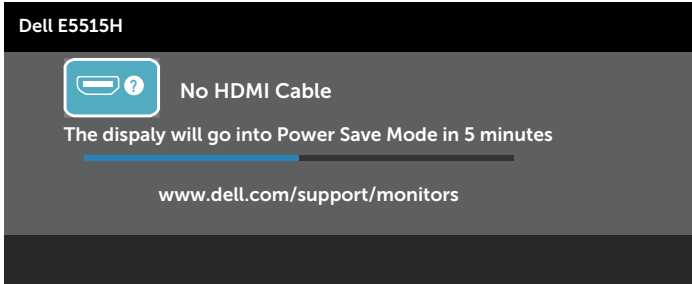 Dell E5515H
?
No HDMI Cable
The dispaly will go into Power Save Mode in 5 minutes
www.dell.com/support/monitors